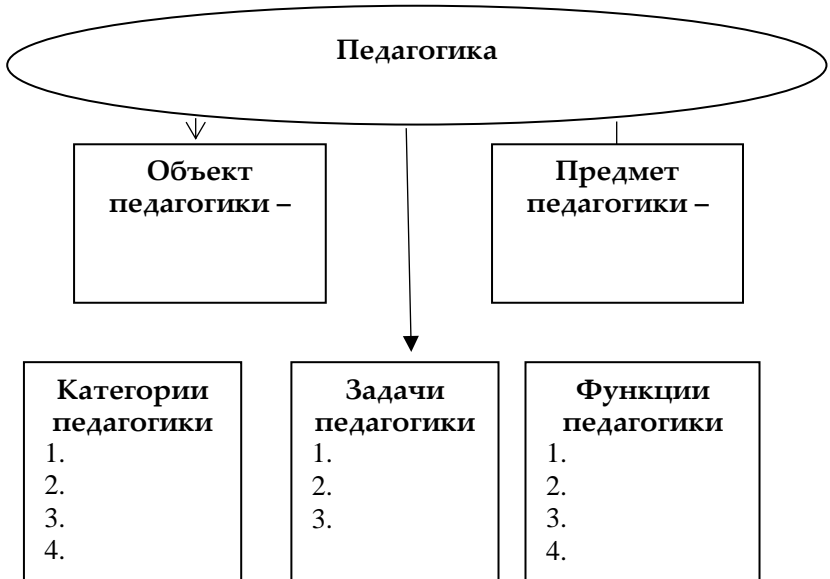 Педагогика
Объект
педагогики –
Предмет
педагогики –
Категории
педагогики
1.
2.
3.
4.
Задачи
педагогики
1.
2.
3.
Функции
педагогики
1.
2.
3.
4.